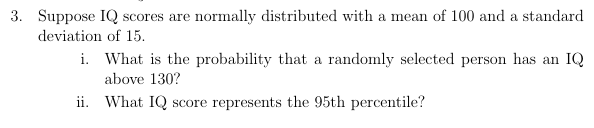 3. Suppose IQ scores are normally distributed with a mean of 100 and a standard
deviation of 15.
i. What is the probability that a randomly selected person has an IQ
above 130?
ii. What IQ score represents the 95th percentile?